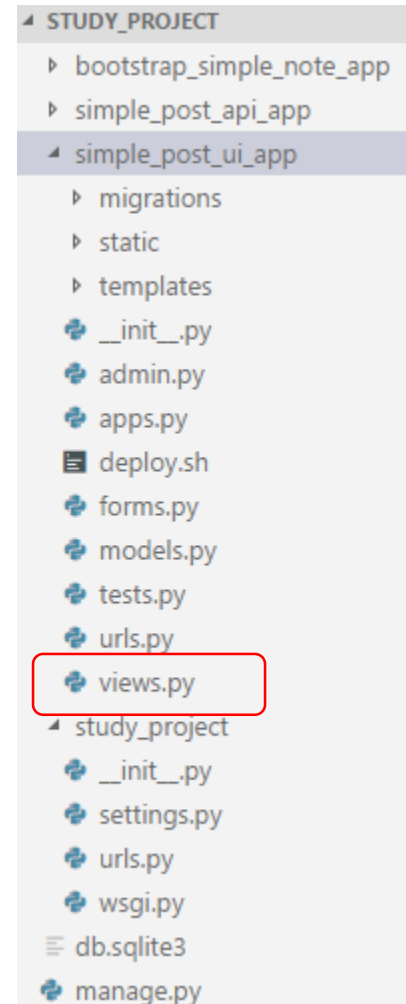 STUDY_PROJECT
bootstrap_simple_note_app
simple_post_api_app
simple_post_ui_app
migrations
static
templates
__init__.py
admin.py
apps.py
deploy.sh
forms.py
models.py
tests.py
urls.py
views.py
study_project
__init__.py
settings.py
urls.py
wsgi.py
db.sqlite3
manage.py